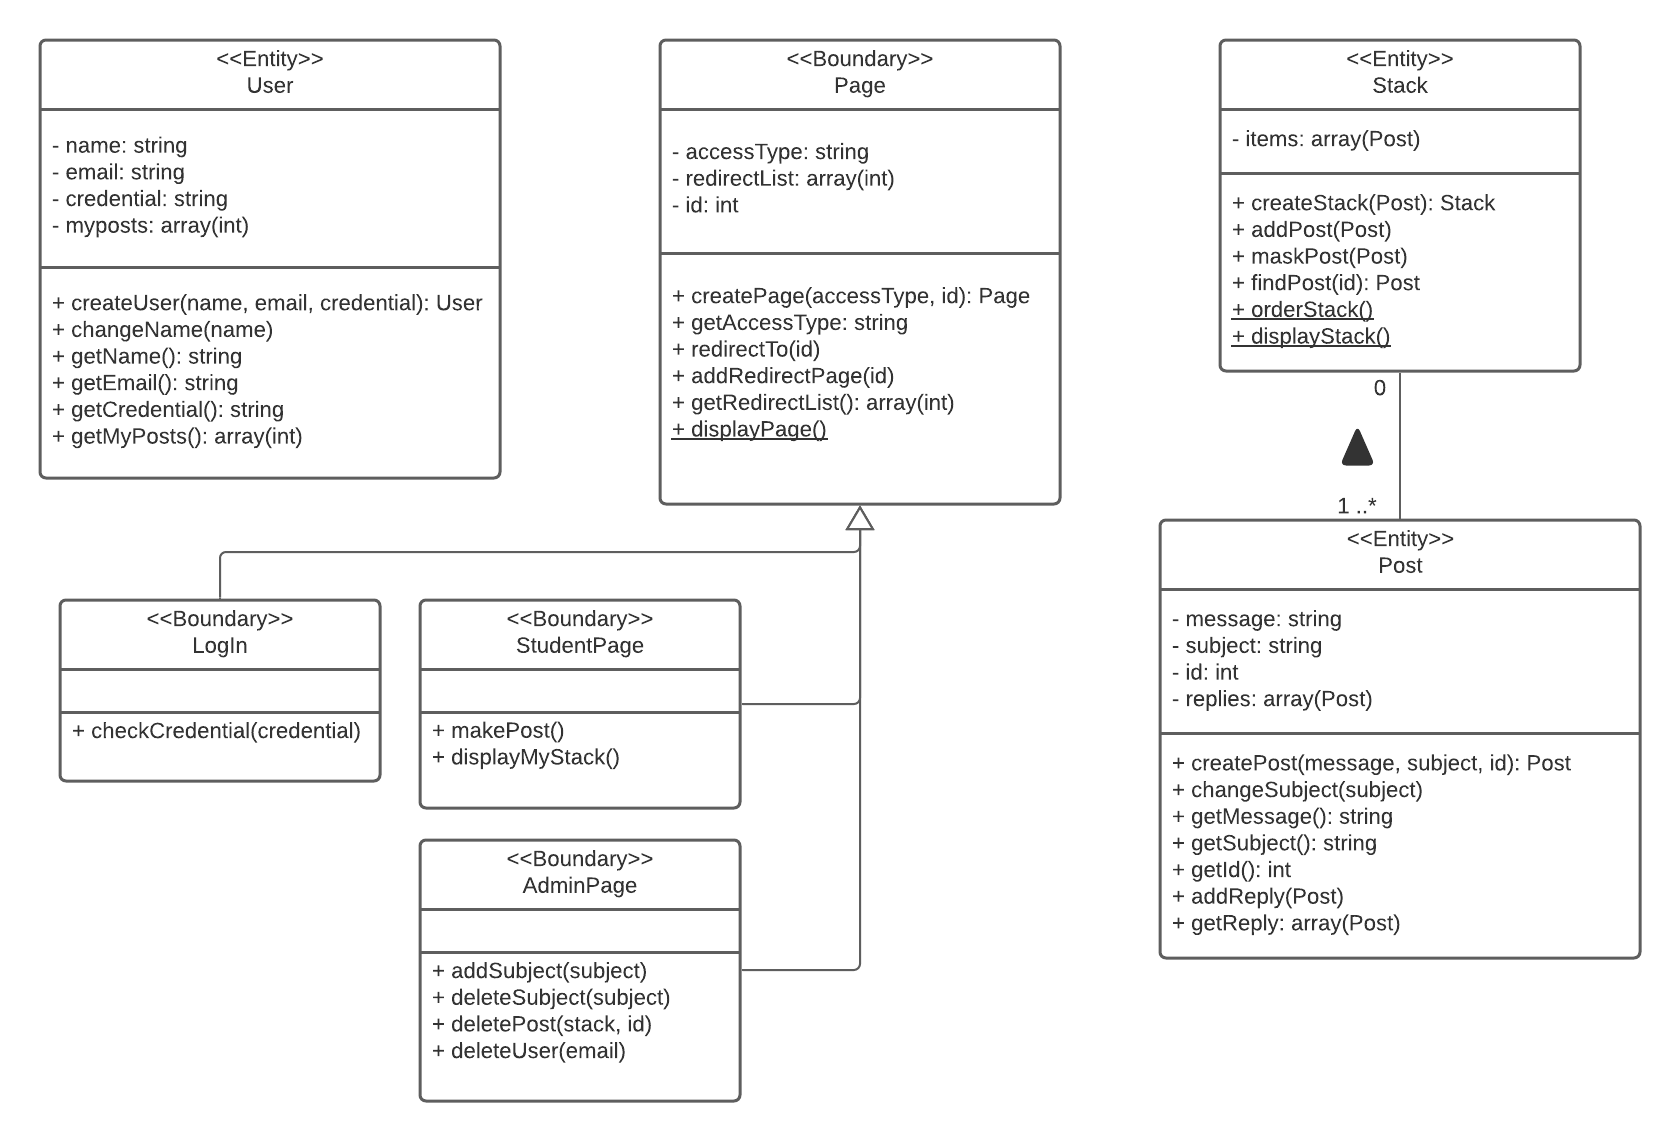 <<Entity>>
User
- name: string
- email: string
- credential: string
- myposts: array(int)
+ createUser(name, email, credential): User
+ changeName(name)
+ getName(): string
+ getEmail(): string
+ getCredential(): string
+ getMyPosts(): array(int)
<<Boundary>>
Page
- accessType: string
- redirectList: array(int)
- id: int
+ createPage(accessType, id): Page
+ getAccessType: string
+ redirectTo(id)
+ addRedirectPage(id)
+ getRedirectList(): array(int)
+ displayPage()
<<Entity>>
Stack
- items: array(Post)
+ createStack(Post): Stack
+ addPost(Post)
+ maskPost(Post)
+ findPost(id): Post
+ orderStack()
+ displayStack()
0
1 ..*
<<Boundary>>
LogIn
+ checkCredential(credential)
<<Boundary>>
StudentPage
+ makePost()
+ displayMyStack()
<<Boundary>>
AdminPage
+ addSubject(subject)
+ deleteSubject(subject)
+ deletePost(stack, id)
+ deleteUser(email)
<<Entity>>
Post
- message: string
- subject: string
- id: int
- replies: array(Post)
+ createPost(message, subject, id): Post
+ changeSubject(subject)
+ getMessage(): string
+ getSubject(): string
+ getId(): int
+ addReply(Post)
+ getReply: array(Post)